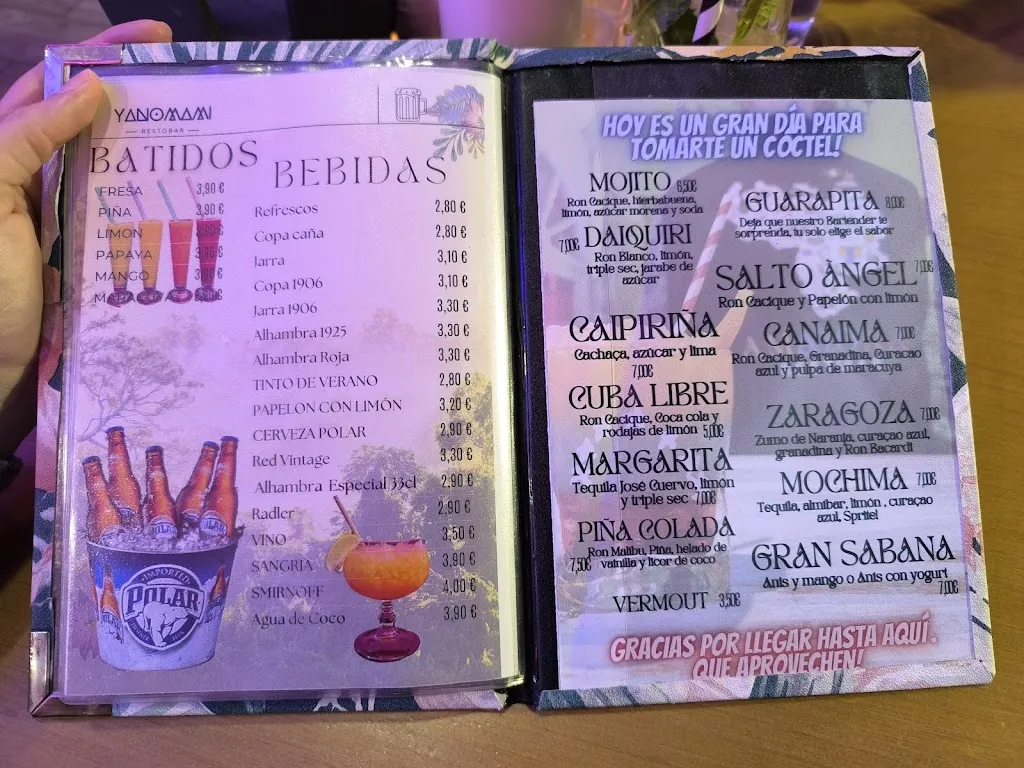 YANOMAMI
RESTOBAR
BATIDOS
FRESA 3,90 €
PIÑA 3,90 €
LIMON 3,90 €
PAPAYA 3,90 €
MANGO 3,90 €
MARACUYA 3,90 €
BEBIDAS
Refrescos 2,80 €
Copa caña 2,80 €
Jarra 3,10 €
Copa 1906 3,10 €
Jarra 1906 3,30 €
Alhambra 1925 3,30 €
Alhambra Roja 3,30 €
TINTO DE VERANO 2,80 €
PAPELON CON LIMÓN 3,20 €
CERVEZA POLAR 2,90 €
Red Vintage 3,30 €
Alhambra Especial 33cl 2,90 €
Radler 2,90 €
VINO 3,50 €
SANGRIA 3,90 €
SMIRNOFF 4,00 €
Agua de Coco 3,90 €
IMPORTED
POLAR
HOY ES UN GRAN DÍA PARA
TOMARTE UN COCTEL!
MOJITO 6,50€
Ron Cacique, hierbabuena,
limón, azúcar morena y soda
7,00€ DAIQUIRI
Ron Blanco, limón,
triple sec, jarabe de
azúcar
CAIPIRIÑA
Cachaça, azúcar y lima
7,00€
CUBA LIBRE
Ron Cacique, Coca cola y
rodajas de limón 5,00€
MARGARITA
Tequila José Cuervo, limón
y triple sec 7,00€
PIÑA COLADA
Ron Malibu, Piña, helado de
7,50€ vainilla y licor de coco
VERMOUT 3,50€
GUARAPITA 8,00€
Deja que nuestro Bartender te
sorprenda, tu solo elige el sabor
SALTO ÀNGEL 7,00€
Ron Cacique y Papelón con limón
CANAIMA 7,00€
Ron Cacique, Granadina, Curacao
azul y pulpa de maracuya
ZARAGOZA 7,00€
Zumo de Naranja, curaçao azul,
granadina y Ron Bacardi
MOCHIMA 7,00€
Tequila, almibar, limón , curaçao
azul, Sprite!
GRAN SABANA
Anis y mango o Anis con yogurt
7,00€
GRACIAS POR LLEGAR HASTA AQUÍ.
QUE APROVECHEN!